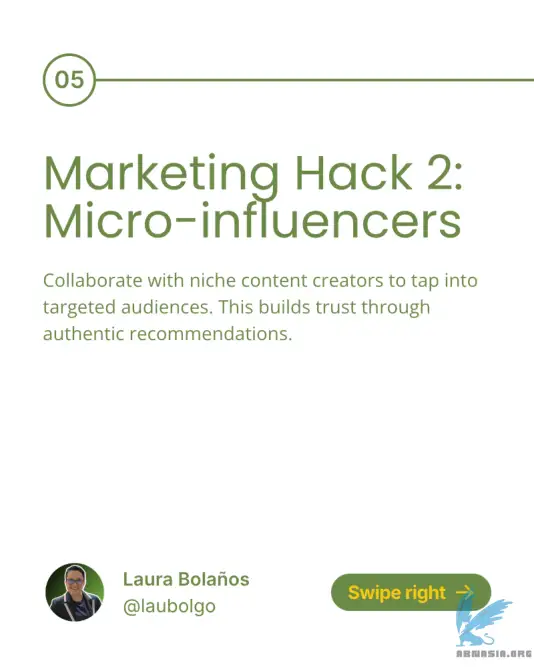 05
Marketing Hack 2:
Micro-influencers
Collaborate with niche content creators to tap into
targeted audiences. This builds trust through
authentic recommendations.
Laura Bolaños
@laubolgo
Swipe right →
ABNASIA.ORG